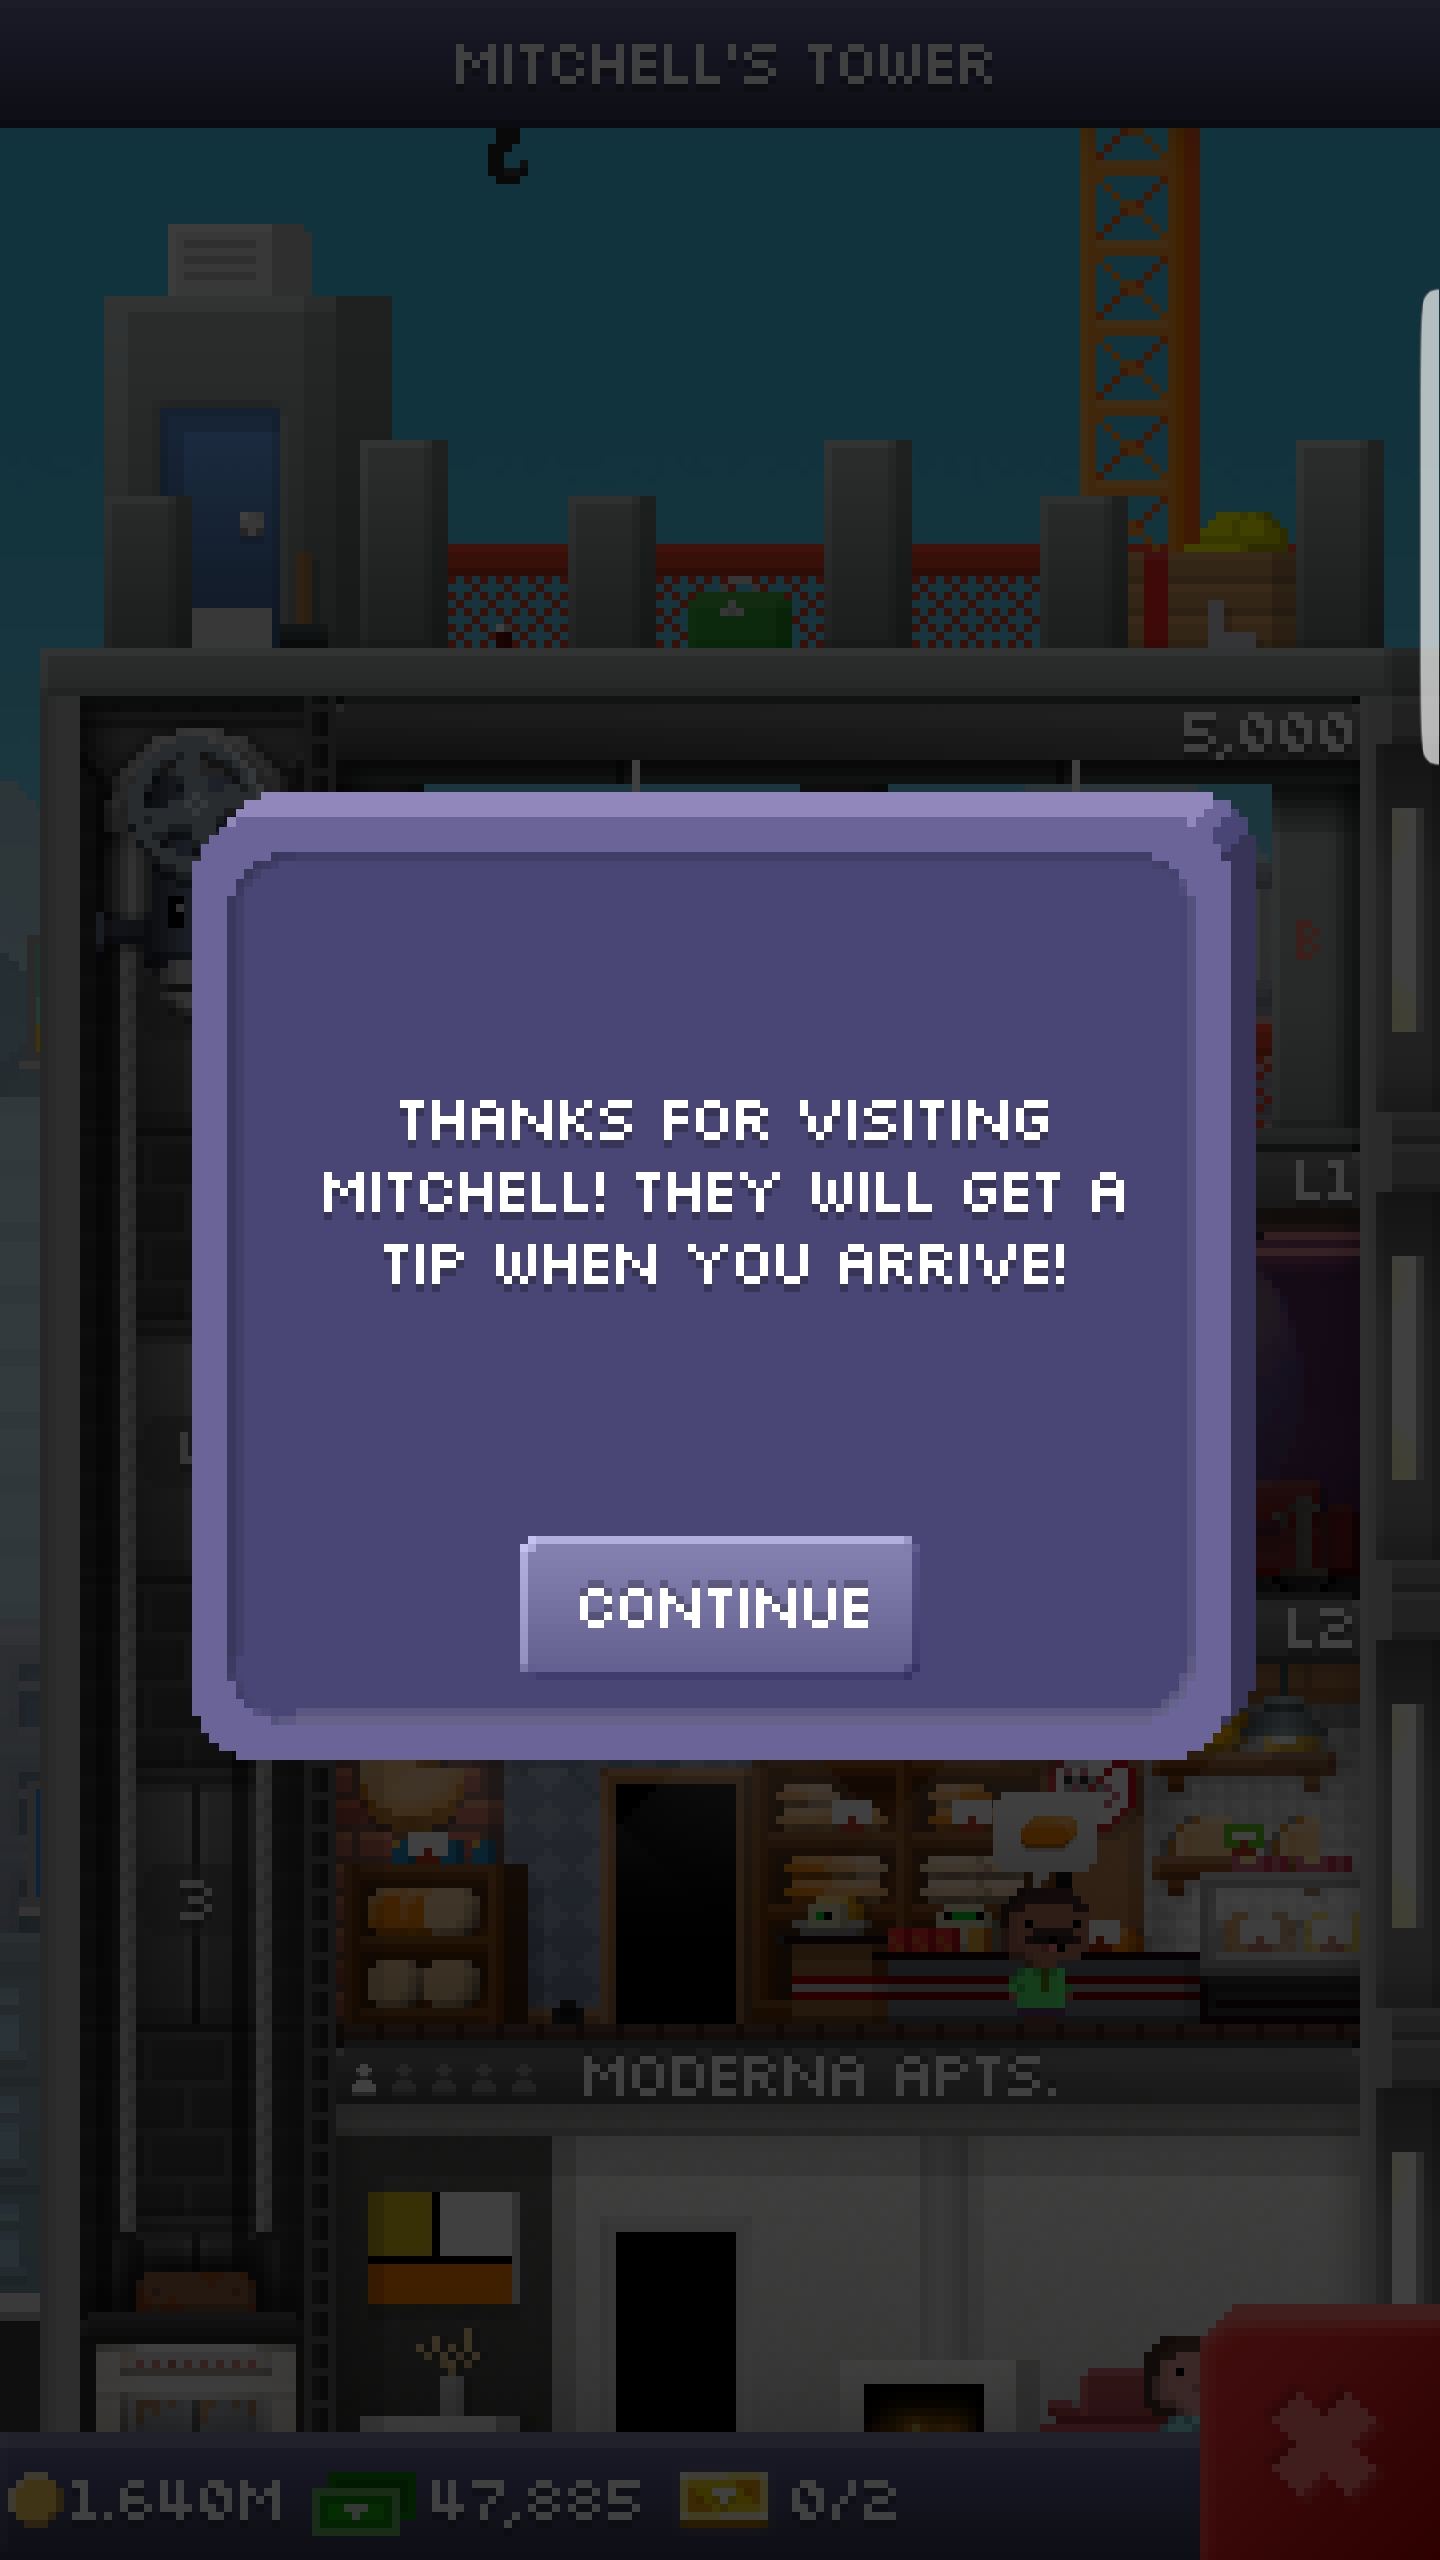 MITCHELL'S TOWER
5,000
B
L1
THANKS FOR VISITING
MITCHELL! THEY WILL GET A
TIP WHEN YOU ARRIVE!
CONTINUE
L2
3
MODERNA APTS.
1.640M 47,885 0/2